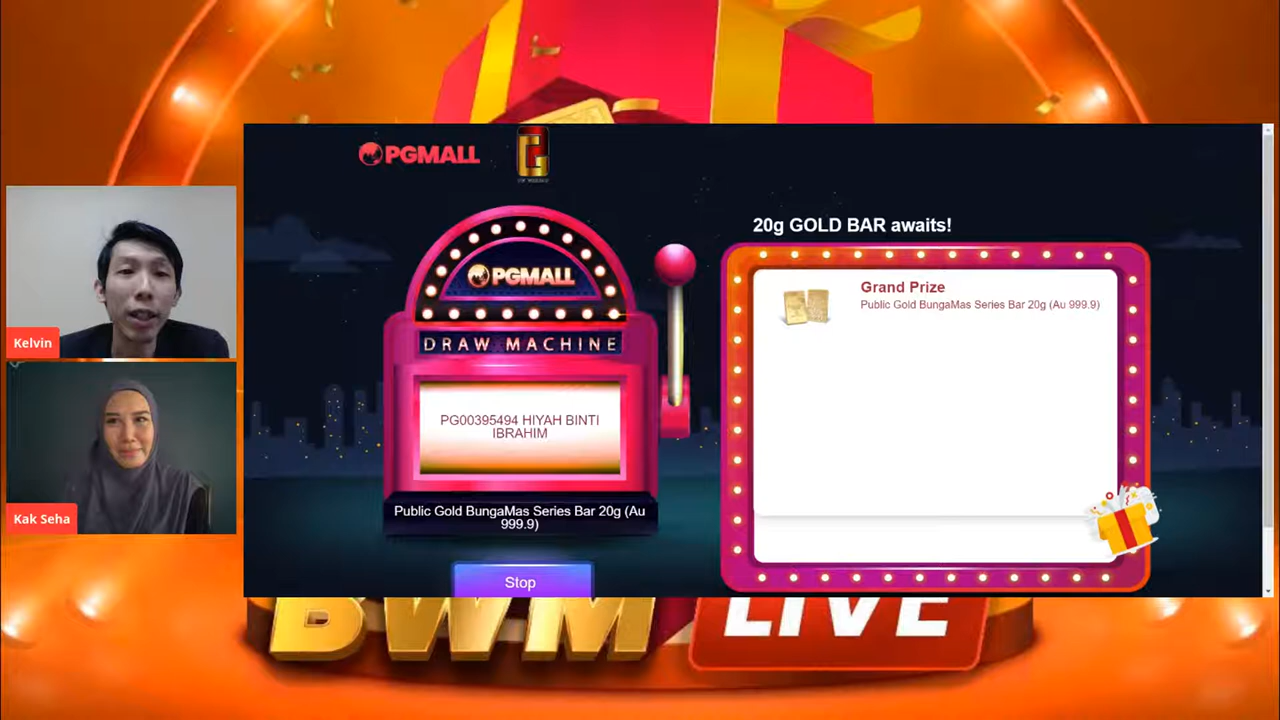 PGMALL
20g GOLD BAR awaits!
PGMALL
DRAW MACHINE
Grand Prize
Public Gold BungaMas Series Bar 20g (Au 999.9)
Kelvin
PG00395494 HIYAH BINTI
IBRAHIM
Kak Seha
Public Gold BungaMas Series Bar 20g (Au
999.9)
Stop
BWM LIVE